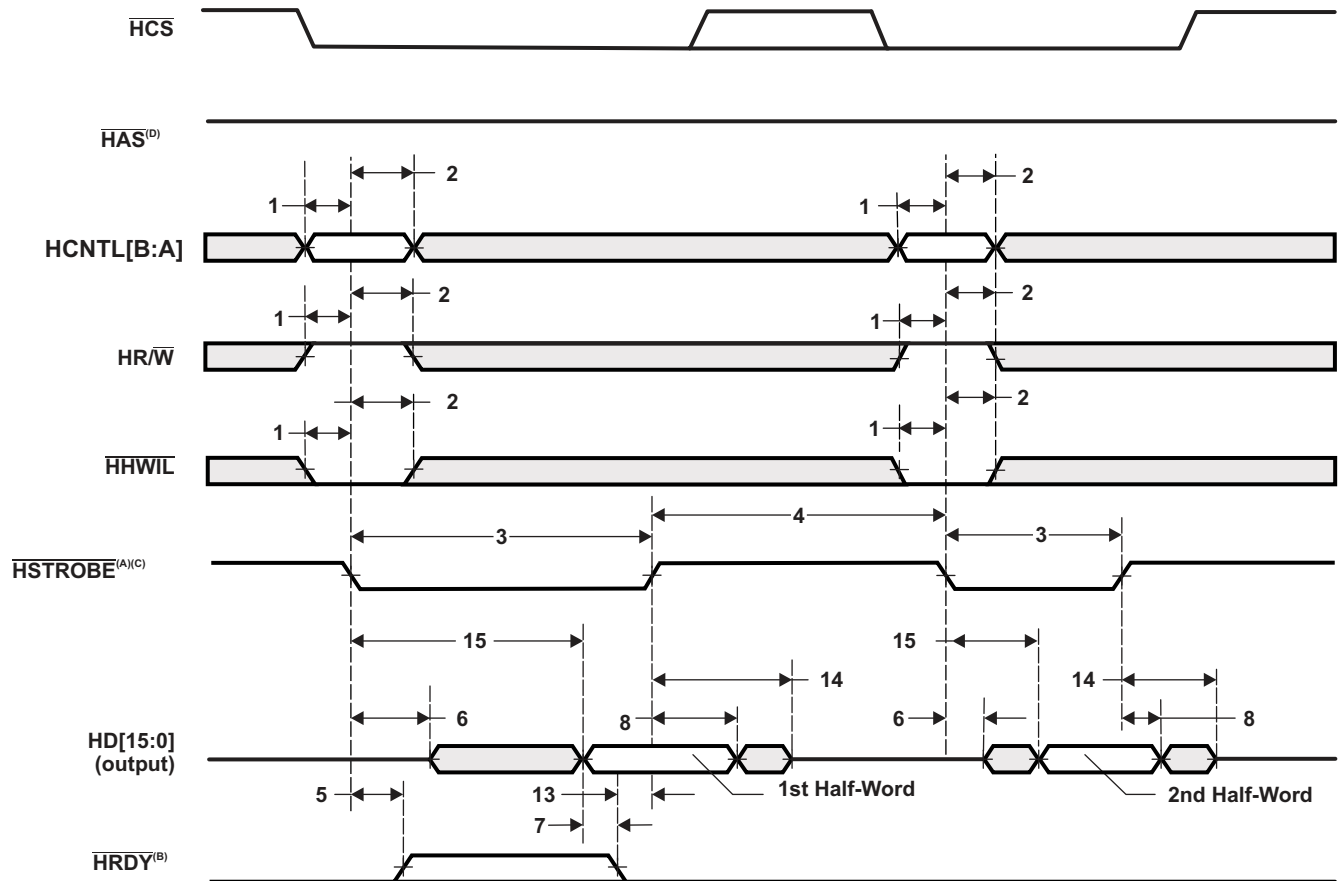 HCS
HAS(D)
2
2
1
1
HCNTL[B:A]
2
2
1
1
HR/W
2
2
1
1
HHWIL
4
3
3
HSTROBE(A)(C)
15
15
14
14
6
8
6
8
HD[15:0]
(output)
5
13
1st Half-Word
2nd Half-Word
7
HRDY(B)